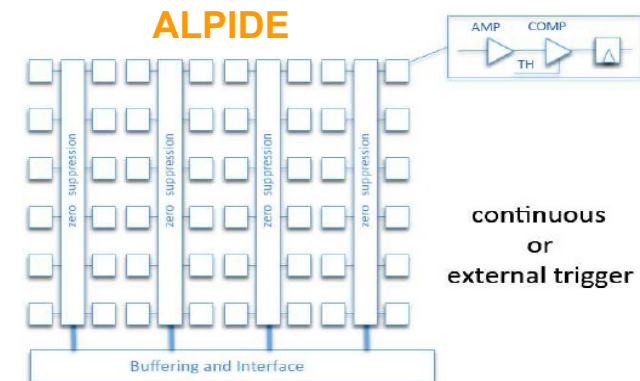 ALPIDE
AMP COMP
TH
zero suppression
zero suppression
zero suppression
zero suppression
continuous
or
external trigger
Buffering and Interface